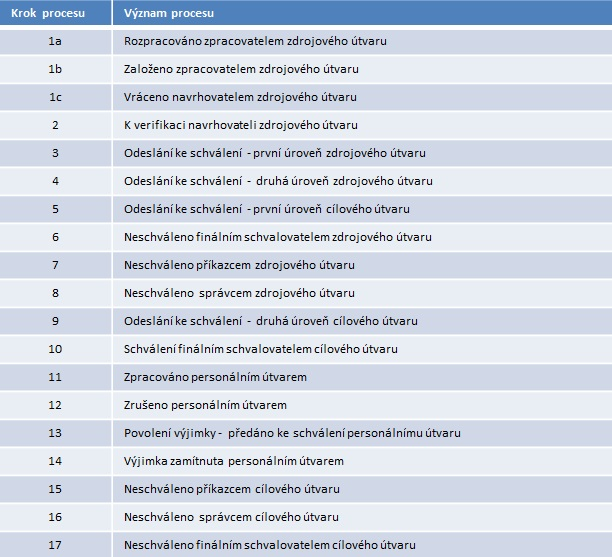 Krok procesu Význam procesu
1a Rozpracováno zpracovatelem zdrojového útvaru
1b Založeno zpracovatelem zdrojového útvaru
1c Vráceno navrhovatelem zdrojového útvaru
2 K verifikaci navrhovateli zdrojového útvaru
3 Odeslání ke schválení - první úroveň zdrojového útvaru
4 Odeslání ke schválení - druhá úroveň zdrojového útvaru
5 Odeslání ke schválení - první úroveň cílového útvaru
6 Neschváleno finálním schvalovatelem zdrojového útvaru
7 Neschváleno příkazcem zdrojového útvaru
8 Neschváleno správcem zdrojového útvaru
9 Odeslání ke schválení - druhá úroveň cílového útvaru
10 Schválení finálním schvalovatelem cílového útvaru
11 Zpracováno personálním útvarem
12 Zrušeno personálním útvarem
13 Povolení výjimky - předáno ke schválení personálnímu útvaru
14 Výjimka zamítnuta personálním útvarem
15 Neschváleno příkazcem cílového útvaru
16 Neschváleno správcem cílového útvaru
17 Neschváleno finálním schvalovatelem cílového útvaru